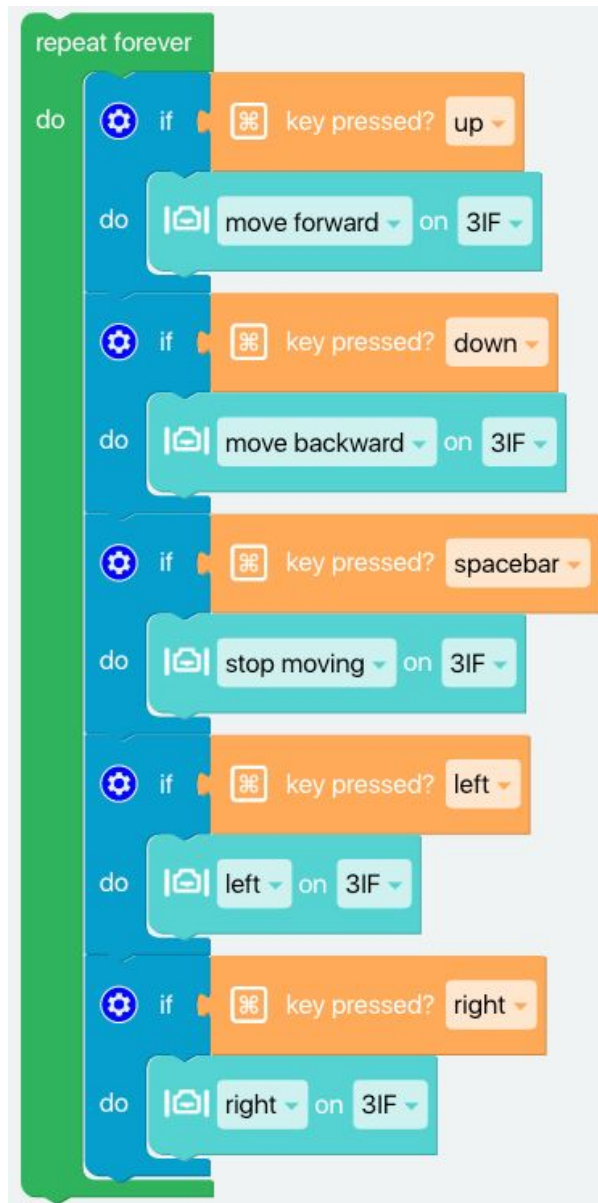 repeat forever
do if ⌘ key pressed? up
do move forward on 3IF
if ⌘ key pressed? down
do move backward on 3IF
if ⌘ key pressed? spacebar
do stop moving on 3IF
if ⌘ key pressed? left
do left on 3IF
if ⌘ key pressed? right
do right on 3IF